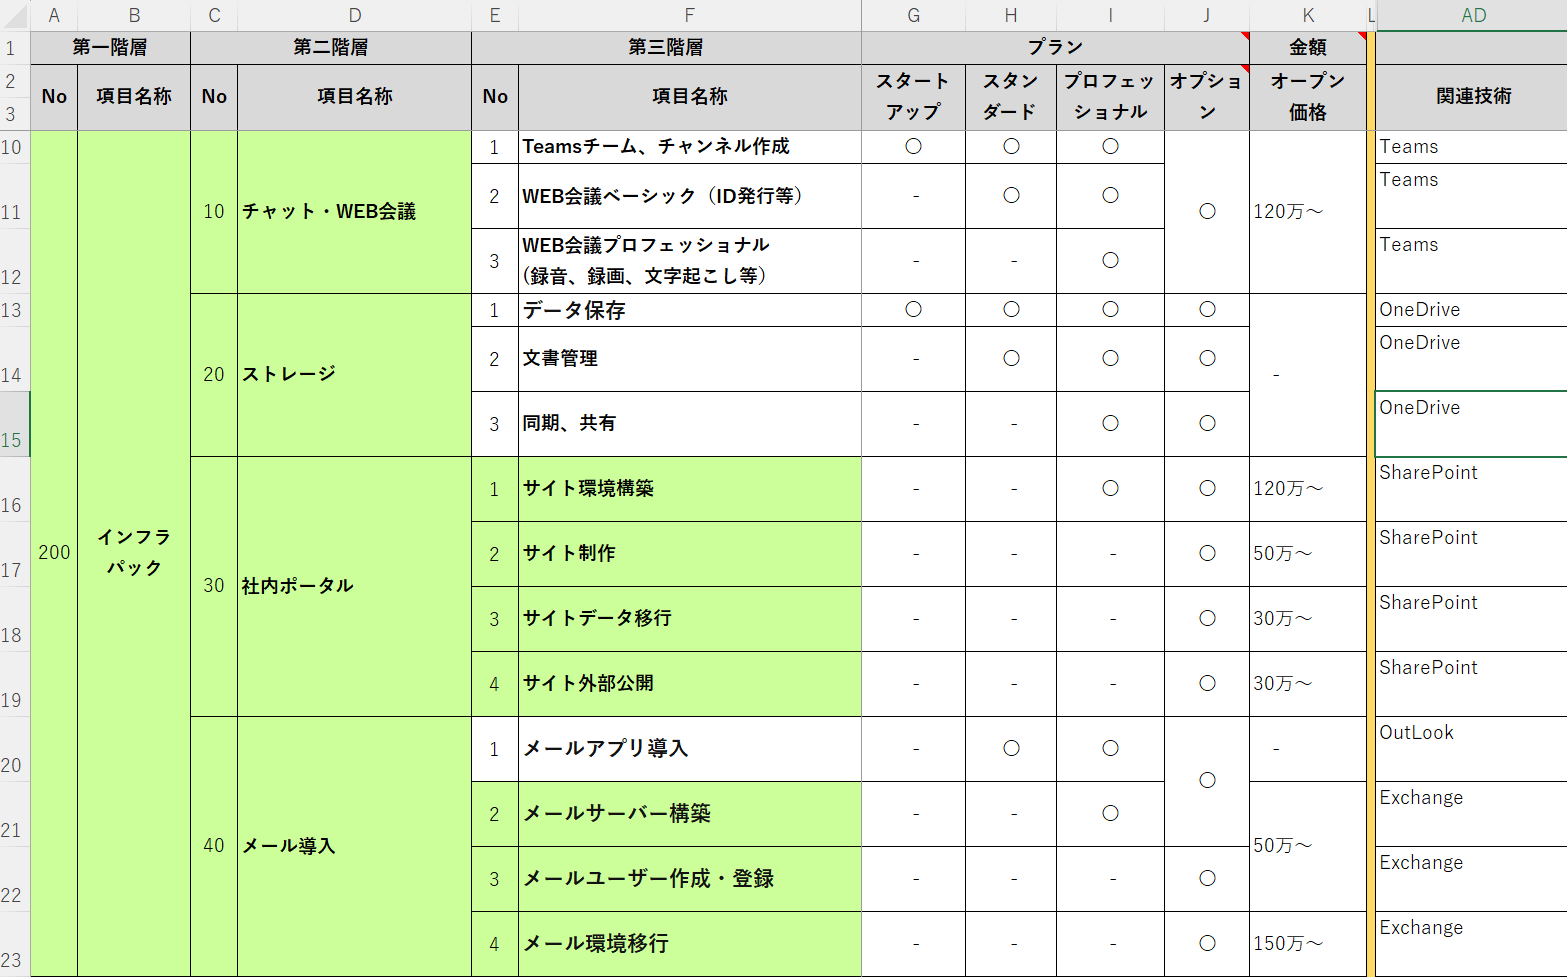 A B C D E F G H I J K L AD
1 第一階層 第二階層 第三階層 プラン 金額
2 No 項目名称 No 項目名称 No 項目名称 スタート スタン プロフェッ オプショ オープン 関連技術
3 アップ ダード ショナル ン 価格
10 1 Teamsチーム、チャンネル作成 〇 〇 〇 Teams
11 10 チャット・WEB会議 2 WEB会議ベーシック（ID発行等） - 〇 〇 〇 120万～ Teams
12 3 WEB会議プロフェッショナル - - 〇 Teams
(録音、録画、文字起こし等）
13 1 データ保存 〇 〇 〇 〇 OneDrive
14 20 ストレージ 2 文書管理 - 〇 〇 〇 - OneDrive
15 3 同期、共有 - - 〇 〇 OneDrive
16 1 サイト環境構築 - - 〇 〇 120万～ SharePoint
17 200 インフラ 2 サイト制作 - - - 〇 50万～ SharePoint
パック
18 30 社内ポータル 3 サイトデータ移行 - - - 〇 30万～ SharePoint
19 4 サイト外部公開 - - - 〇 30万～ SharePoint
20 1 メールアプリ導入 - 〇 〇 〇 - OutLook
21 2 メールサーバー構築 - - 〇 Exchange
22 40 メール導入 3 メールユーザー作成・登録 - - - 〇 50万～ Exchange
23 4 メール環境移行 - - - 〇 150万～ Exchange